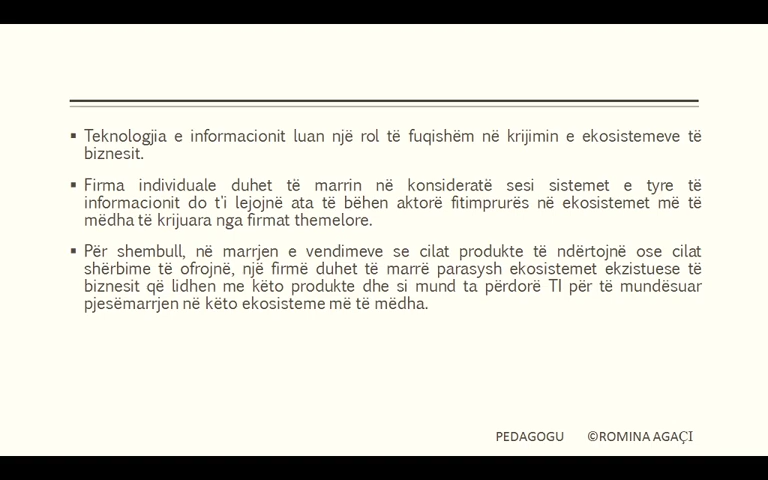 ▪ Teknologjia e informacionit luan një rol të fuqishëm në krijimin e ekosistemeve të
biznesit.
▪ Firma individuale duhet të marrin në konsideratë sesi sistemet e tyre të
informacionit do t'i lejojnë ata të bëhen aktorë fitimprurës në ekosistemet më të
mëdha të krijuara nga firmat themelore.
▪ Për shembull, në marrjen e vendimeve se cilat produkte të ndërtojnë ose cilat
shërbime të ofrojnë, një firmë duhet të marrë parasysh ekosistemet ekzistuese të
biznesit që lidhen me këto produkte dhe si mund ta përdorë TI për të mundësuar
pjesëmarrjen në këto ekosisteme më të mëdha.
PEDAGOGU ©ROMINA AGAÇI